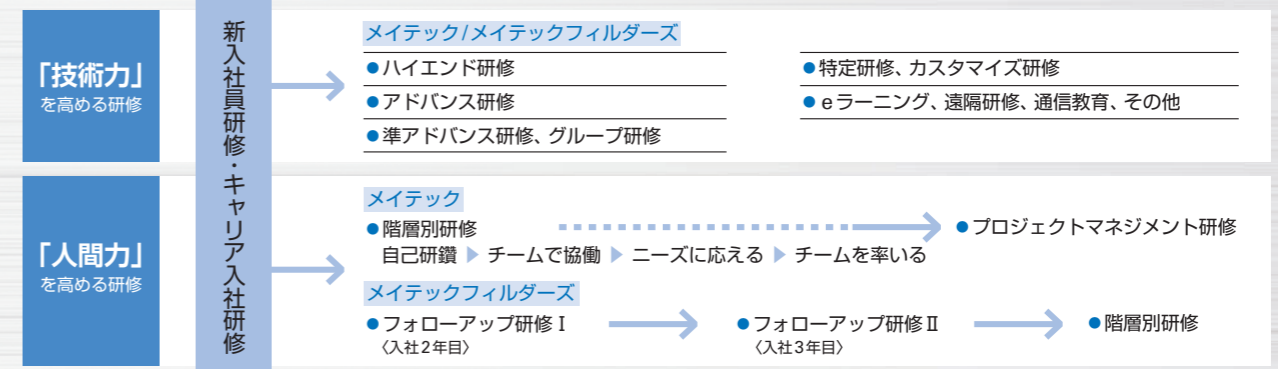 「技術力」
を高める研修
新入社員研修・キャリア入社研修
メイテック/メイテックフィルダーズ
●ハイエンド研修
●アドバンス研修
●準アドバンス研修、グループ研修
●特定研修、カスタマイズ研修
●eラーニング、遠隔研修、通信教育、その他
「人間力」
を高める研修
メイテック
●階層別研修
自己研鑽 ▶ チームで協働 ▶ ニーズに応える ▶ チームを率いる
●プロジェクトマネジメント研修
メイテックフィルダーズ
●フォローアップ研修Ⅰ
〈入社2年目〉
●フォローアップ研修Ⅱ
〈入社3年目〉
●階層別研修